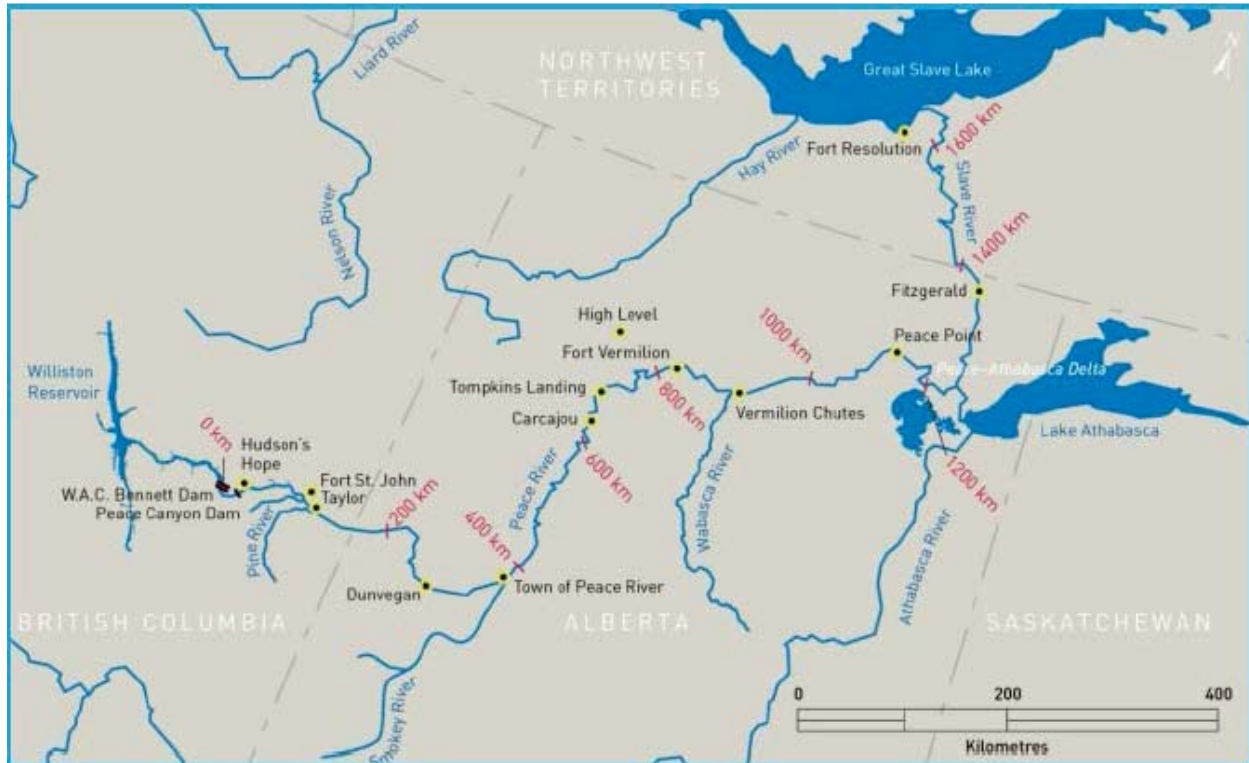 Liard River
NORTHWEST
TERRITORIES
Great Slave Lake
N
Fort Resolution
1600 km
Hay River
Slave River
Nelson River
1400 km
Fitzgerald
High Level
Peace Point
1000 km
Fort Vermilion
Peace-Athabasca Delta
Williston
Reservoir
Tompkins Landing
800 km
Vermilion Chutes
Carcajou
Lake Athabasca
0 km
Hudson's
Hope
600 km
1200 km
Fort St. John
W.A.C. Bennett Dam
Taylor
Peace Canyon Dam
200 km
Peace River
Wabasca River
Pine River
400 km
Athabasca River
Dunvegan
Town of Peace River
BRITISH COLUMBIA
ALBERTA
SASKATCHEWAN
Smokey River
0 200 400
Kilometres